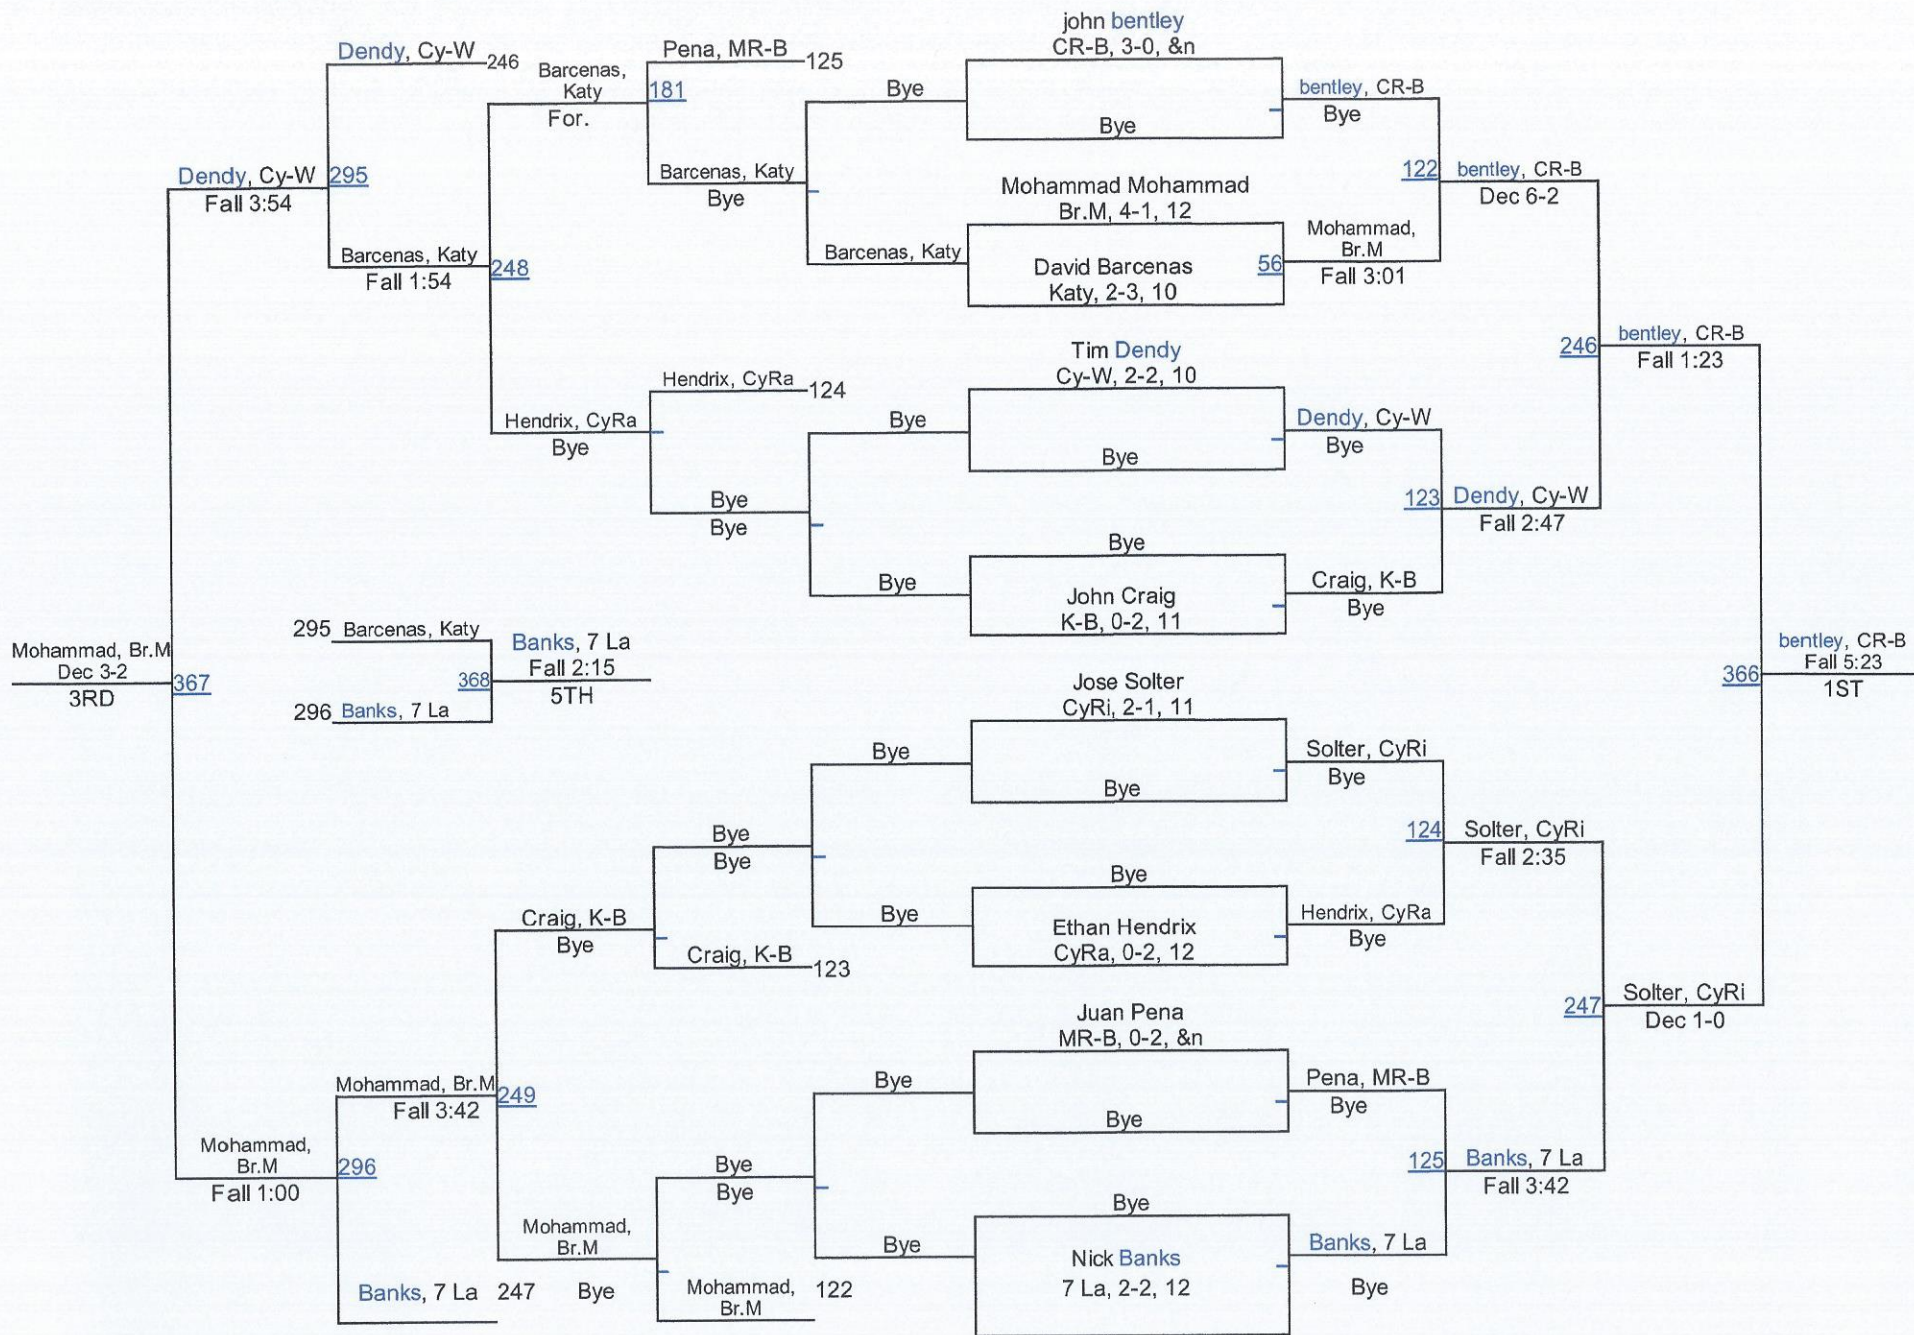 john bentley
CR-B, 3-0, &n
Bye
bentley, CR-B
Bye
Mohammad Mohammad
Br.M, 4-1, 12
David Barcenas
Katy, 2-3, 10
56
Mohammad,
Br.M
Fall 3:01
122
bentley, CR-B
Dec 6-2
Tim Dendy
Cy-W, 2-2, 10
Bye
Dendy, Cy-W
Bye
Bye
John Craig
K-B, 0-2, 11
Craig, K-B
Bye
123
Dendy, Cy-W
Fall 2:47
246
bentley, CR-B
Fall 1:23
Jose Solter
CyRi, 2-1, 11
Bye
Solter, CyRi
Bye
Bye
Ethan Hendrix
CyRa, 0-2, 12
Hendrix, CyRa
Bye
124
Solter, CyRi
Fall 2:35
Juan Pena
MR-B, 0-2, &n
Bye
Pena, MR-B
Bye
Bye
Nick Banks
7 La, 2-2, 12
Banks, 7 La
Bye
125
Banks, 7 La
Fall 3:42
247
Solter, CyRi
Dec 1-0
366
bentley, CR-B
Fall 5:23
1ST
Bye
Barcenas, Katy
Pena, MR-B
125
Barcenas, Katy
Bye
181
Barcenas,
Katy
For.
Bye
Bye
Bye
Bye
Hendrix, CyRa
124
Hendrix, CyRa
Bye
248
Barcenas, Katy
Fall 1:54
Dendy, Cy-W
246
295
Dendy, Cy-W
Fall 3:54
295
Barcenas, Katy
296
Banks, 7 La
368
Banks, 7 La
Fall 2:15
5TH
Bye
Bye
Bye
Bye
Craig, K-B
123
Craig, K-B
Bye
Bye
Bye
Bye
Bye
Mohammad,
Br.M
122
Mohammad,
Br.M
Bye
249
Mohammad, Br.M
Fall 3:42
Banks, 7 La
247
296
Mohammad,
Br.M
Fall 1:00
367
Mohammad, Br.M
Dec 3-2
3RD